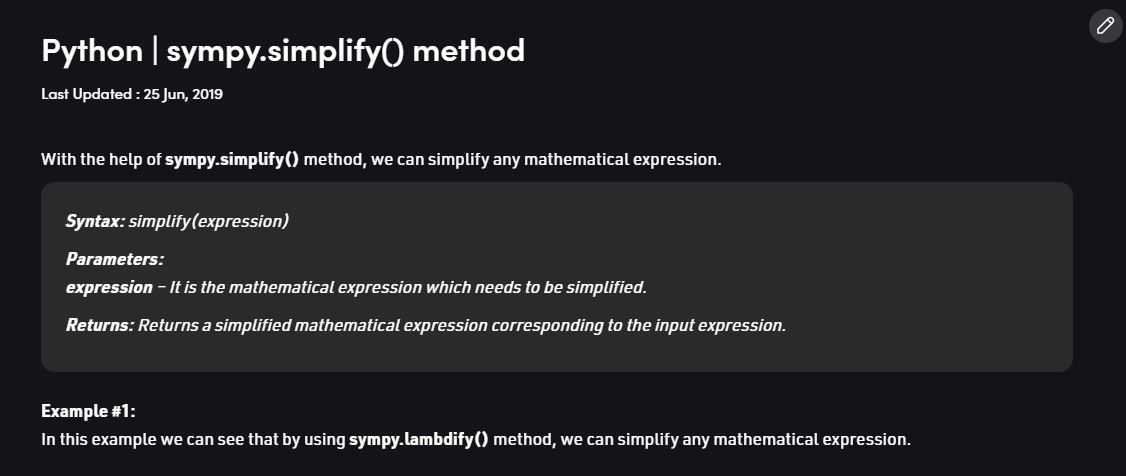 Python | sympy.simplify() method
Last Updated : 25 Jun, 2019
With the help of sympy.simplify() method, we can simplify any mathematical expression.
Syntax: simplify(expression)
Parameters:
expression – It is the mathematical expression which needs to be simplified.
Returns: Returns a simplified mathematical expression corresponding to the input expression.
Example #1:
In this example we can see that by using sympy.lambdify() method, we can simplify any mathematical expression.